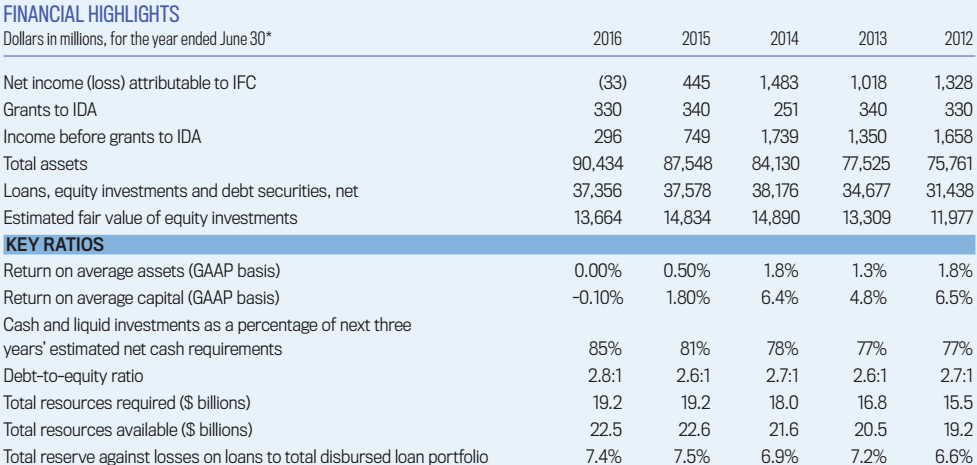 FINANCIAL HIGHLIGHTS
Dollars in millions, for the year ended June 30* 2016 2015 2014 2013 2012
Net income (loss) attributable to IFC (33) 445 1,483 1,018 1,328
Grants to IDA 330 340 251 340 330
Income before grants to IDA 296 749 1,739 1,350 1,658
Total assets 90,434 87,548 84,130 77,525 75,761
Loans, equity investments and debt securities, net 37,356 37,578 38,176 34,677 31,438
Estimated fair value of equity investments 13,664 14,834 14,890 13,309 11,977
KEY RATIOS
Return on average assets (GAAP basis) 0.00% 0.50% 1.8% 1.3% 1.8%
Return on average capital (GAAP basis) -0.10% 1.80% 6.4% 4.8% 6.5%
Cash and liquid investments as a percentage of next three
years' estimated net cash requirements 85% 81% 78% 77% 77%
Debt-to-equity ratio 2.8:1 2.6:1 2.7:1 2.6:1 2.7:1
Total resources required ($ billions) 19.2 19.2 18.0 16.8 15.5
Total resources available ($ billions) 22.5 22.6 21.6 20.5 19.2
Total reserve against losses on loans to total disbursed loan portfolio 7.4% 7.5% 6.9% 7.2% 6.6%